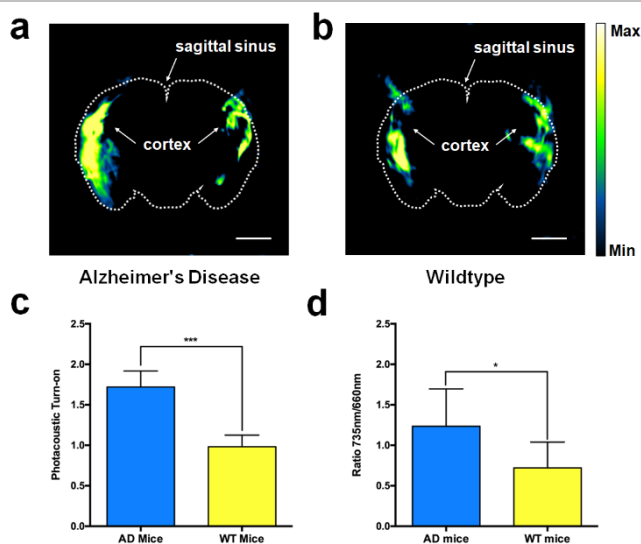 a
b
sagittal sinus
sagittal sinus
Max
cortex
cortex
Min
Alzheimer's Disease
Wildtype
c
d
Photacoustic Turn-on
2.5
2.0
1.5
1.0
0.5
0.0
***
AD Mice
WT Mice
Ratio 735nm/660nm
2.5
2.0
1.5
1.0
0.5
0.0
*
AD mice
WT mice